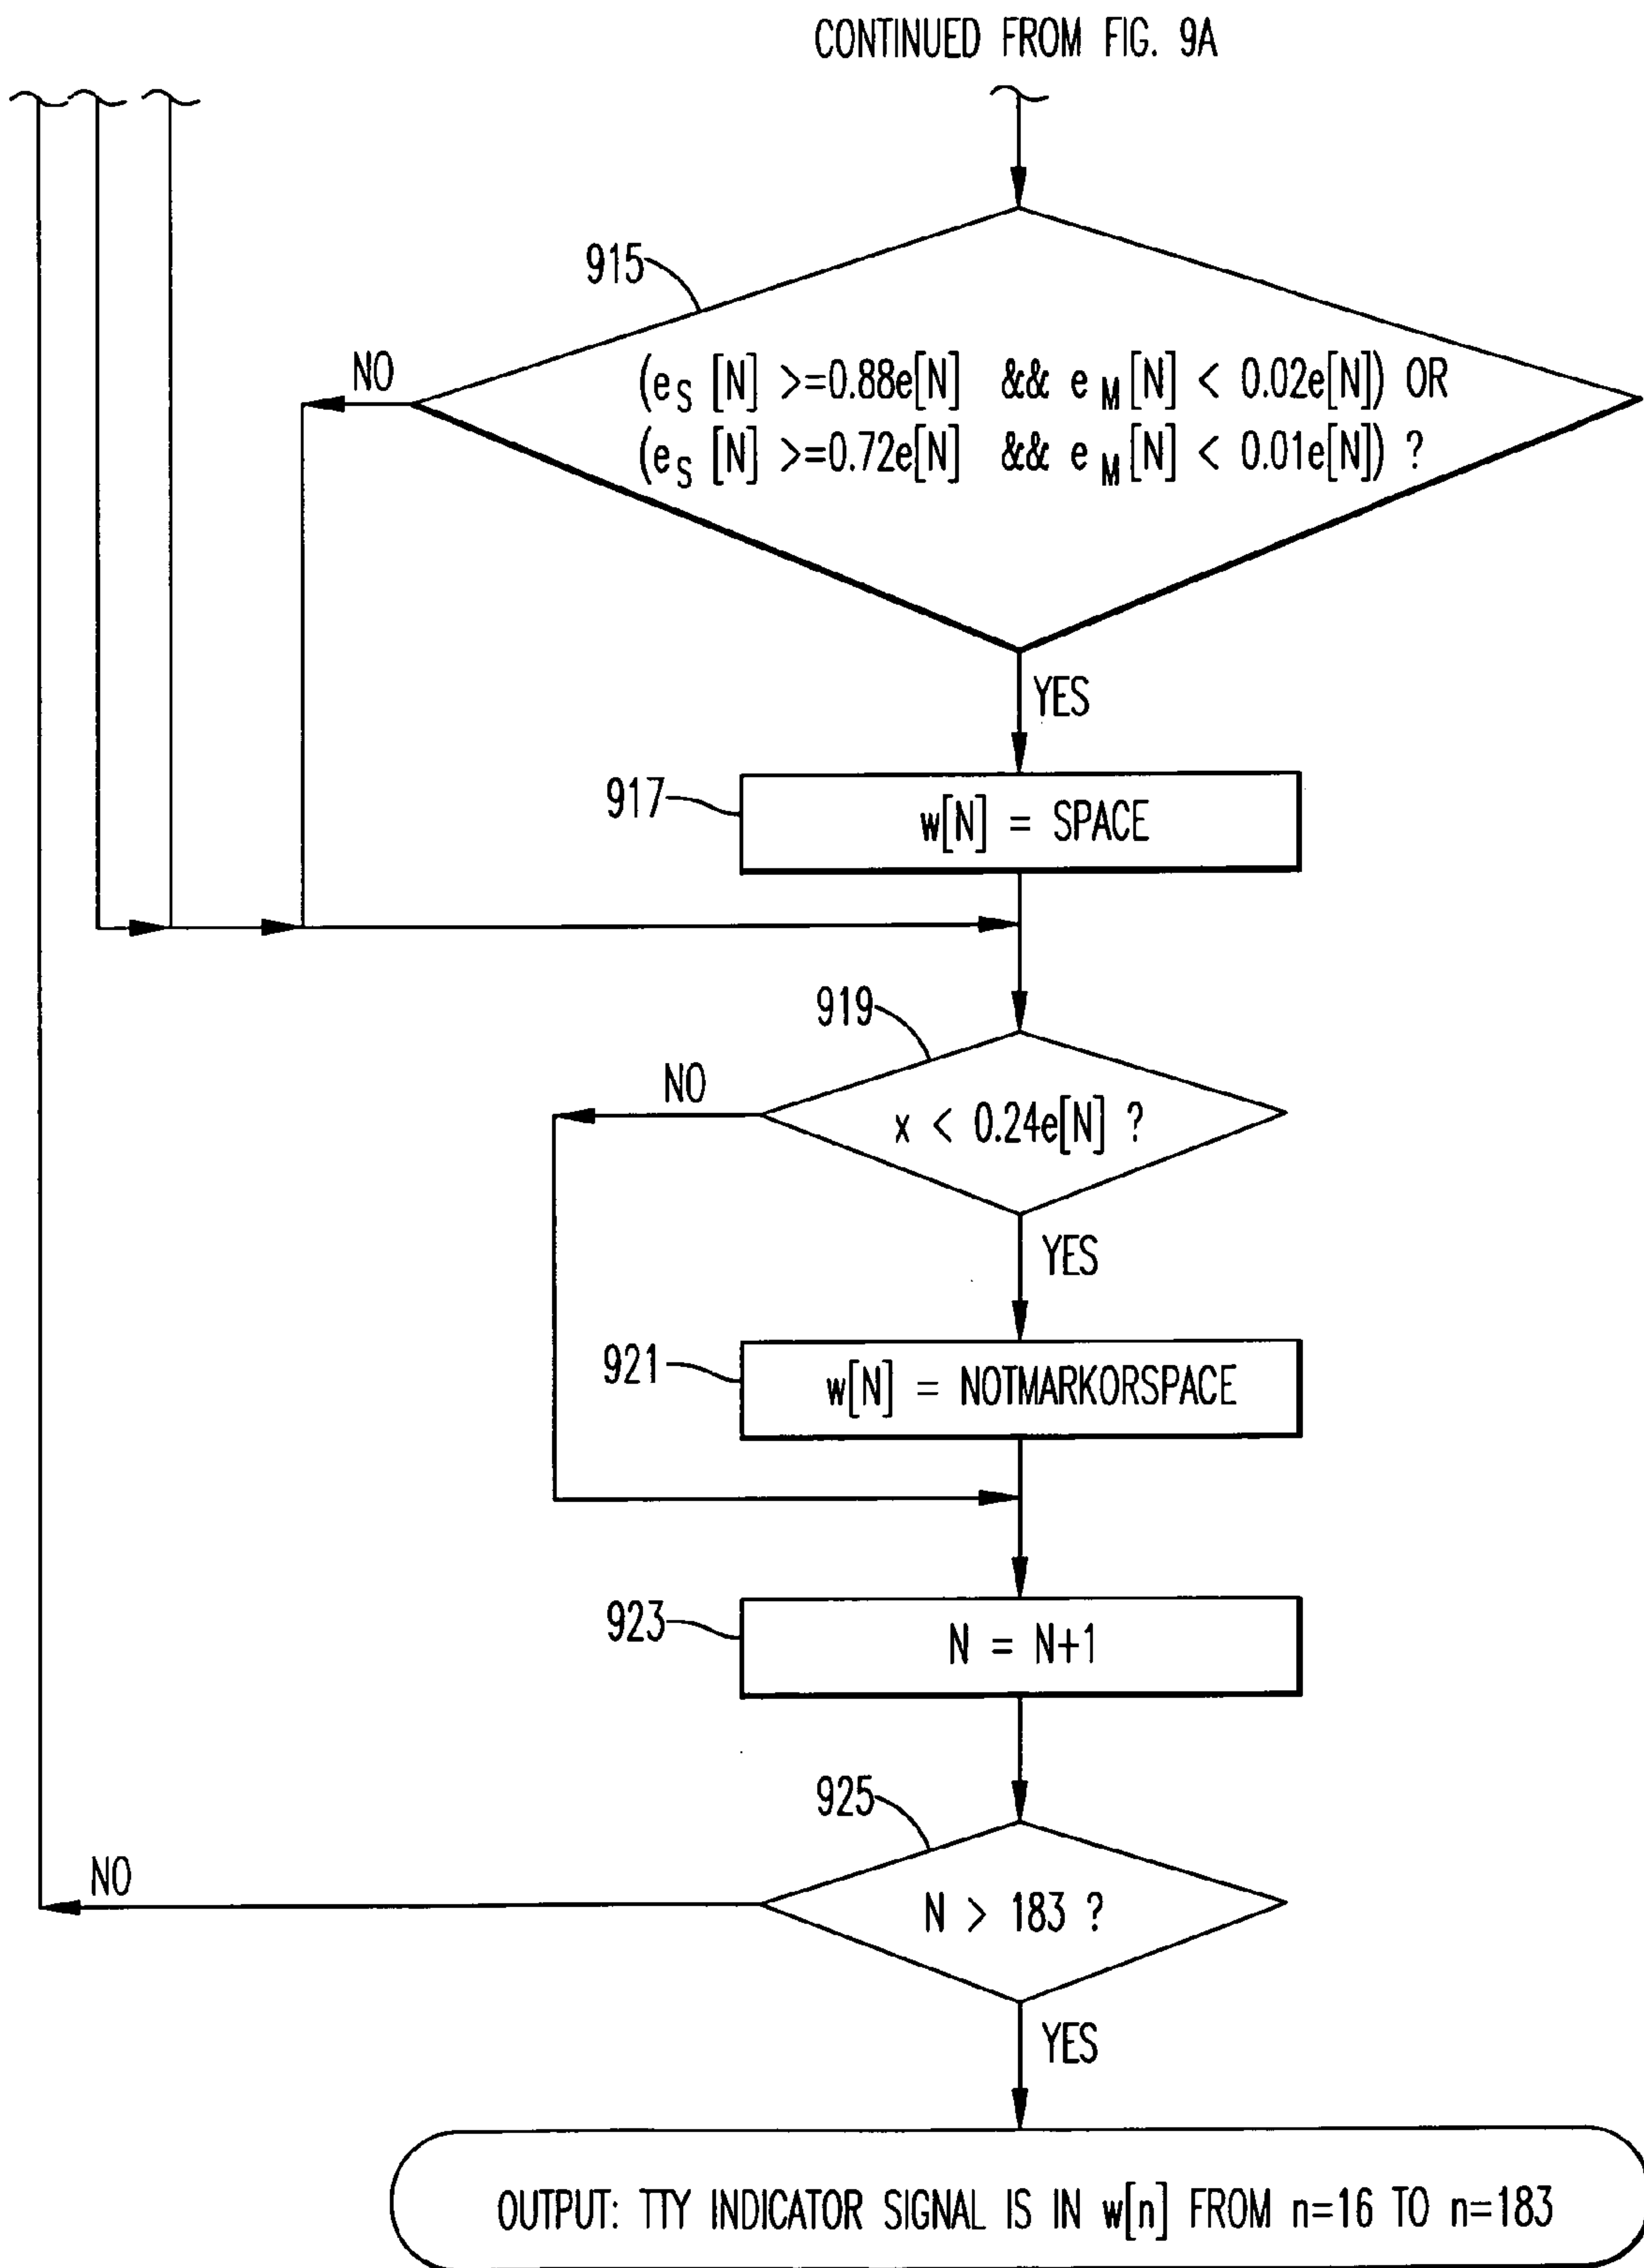 CONTINUED FROM FIG. 9A
915
NO
(eS [N] >=0.88e[N] && eM[N] < 0.02e[N]) OR
(eS [N] >=0.72e[N] && eM[N] < 0.01e[N]) ?
YES
917
w[N] = SPACE
919
NO
x < 0.24e[N] ?
YES
921
w[N] = NOTMARKORSPACE
923
N = N+1
925
NO
N > 183 ?
YES
OUTPUT: TTY INDICATOR SIGNAL IS IN w[n] FROM n=16 TO n=183